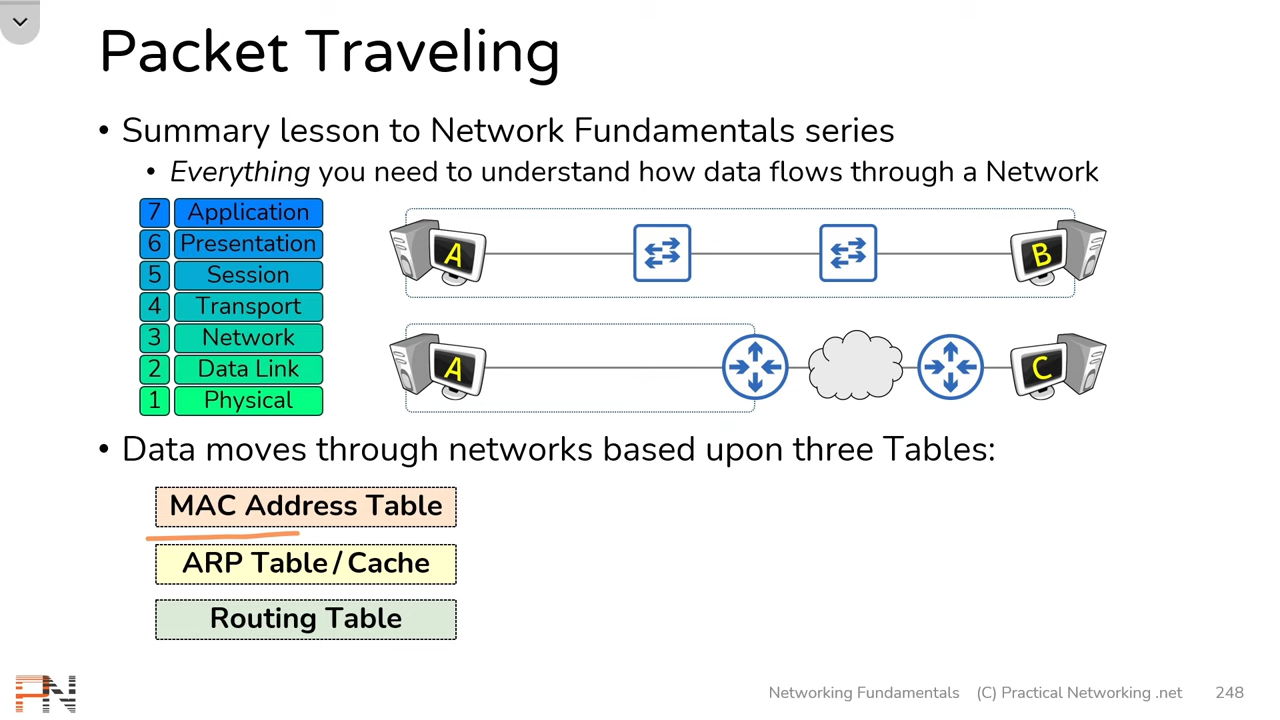 Packet Traveling
• Summary lesson to Network Fundamentals series
• Everything you need to understand how data flows through a Network
7 Application
6 Presentation
5 Session
4 Transport
3 Network
2 Data Link
1 Physical
A B
A C
• Data moves through networks based upon three Tables:
MAC Address Table
ARP Table / Cache
Routing Table
PN
Networking Fundamentals (C) Practical Networking .net 248